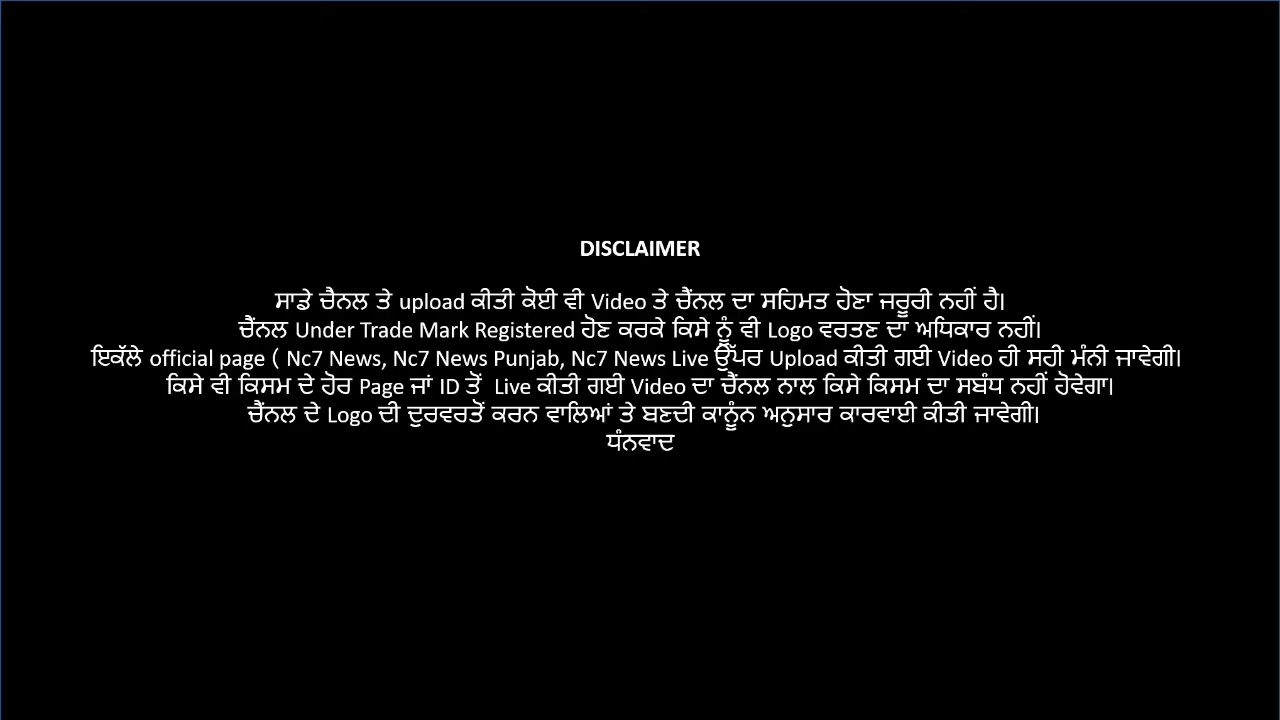 DISCLAIMER
ਸਾਡੇ ਚੈਨਲ ਤੇ upload ਕੀਤੀ ਕੋਈ ਵੀ Video ਤੇ ਚੈਂਨਲ ਦਾ ਸਹਿਮਤ ਹੋਣਾ ਜਰੂਰੀ ਨਹੀਂ ਹੈ।
ਚੈਂਨਲ Under Trade Mark Registered ਹੋਣ ਕਰਕੇ ਕਿਸੇ ਨੂੰ ਵੀ Logo ਵਰਤਣ ਦਾ ਅਧਿਕਾਰ ਨਹੀਂ।
ਇਕੱਲੇ official page ( Nc7 News, Nc7 News Punjab, Nc7 News Live ਉੱਪਰ Upload ਕੀਤੀ ਗਈ Video ਹੀ ਸਹੀ ਮੰਨੀ ਜਾਵੇਗੀ।
ਕਿਸੇ ਵੀ ਕਿਸਮ ਦੇ ਹੋਰ Page ਜਾਂ ID ਤੋਂ Live ਕੀਤੀ ਗਈ Video ਦਾ ਚੈਂਨਲ ਨਾਲ ਕਿਸੇ ਕਿਸਮ ਦਾ ਸਬੰਧ ਨਹੀਂ ਹੋਵੇਗਾ।
ਚੈਂਨਲ ਦੇ Logo ਦੀ ਦੁਰਵਰਤੋਂ ਕਰਨ ਵਾਲਿਆਂ ਤੇ ਬਣਦੀ ਕਾਨੂੰਨ ਅਨੁਸਾਰ ਕਾਰਵਾਈ ਕੀਤੀ ਜਾਵੇਗੀ।
ਧੰਨਵਾਦ